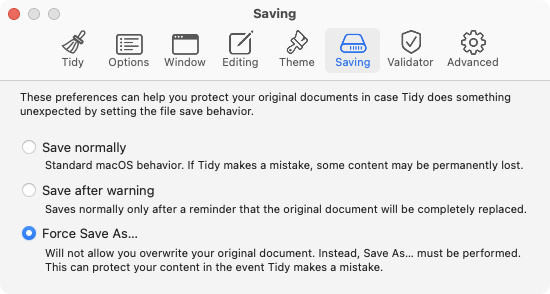 Saving
Tidy
Options
Window
Editing
Theme
Saving
Validator
Advanced
These preferences can help you protect your original documents in case Tidy does something
unexpected by setting the file save behavior.
Save normally
Standard macOS behavior. If Tidy makes a mistake, some content may be permanently lost.
Save after warning
Saves normally only after a reminder that the original document will be completely replaced.
Force Save As...
Will not allow you overwrite your original document. Instead, Save As... must be performed.
This can protect your content in the event Tidy makes a mistake.